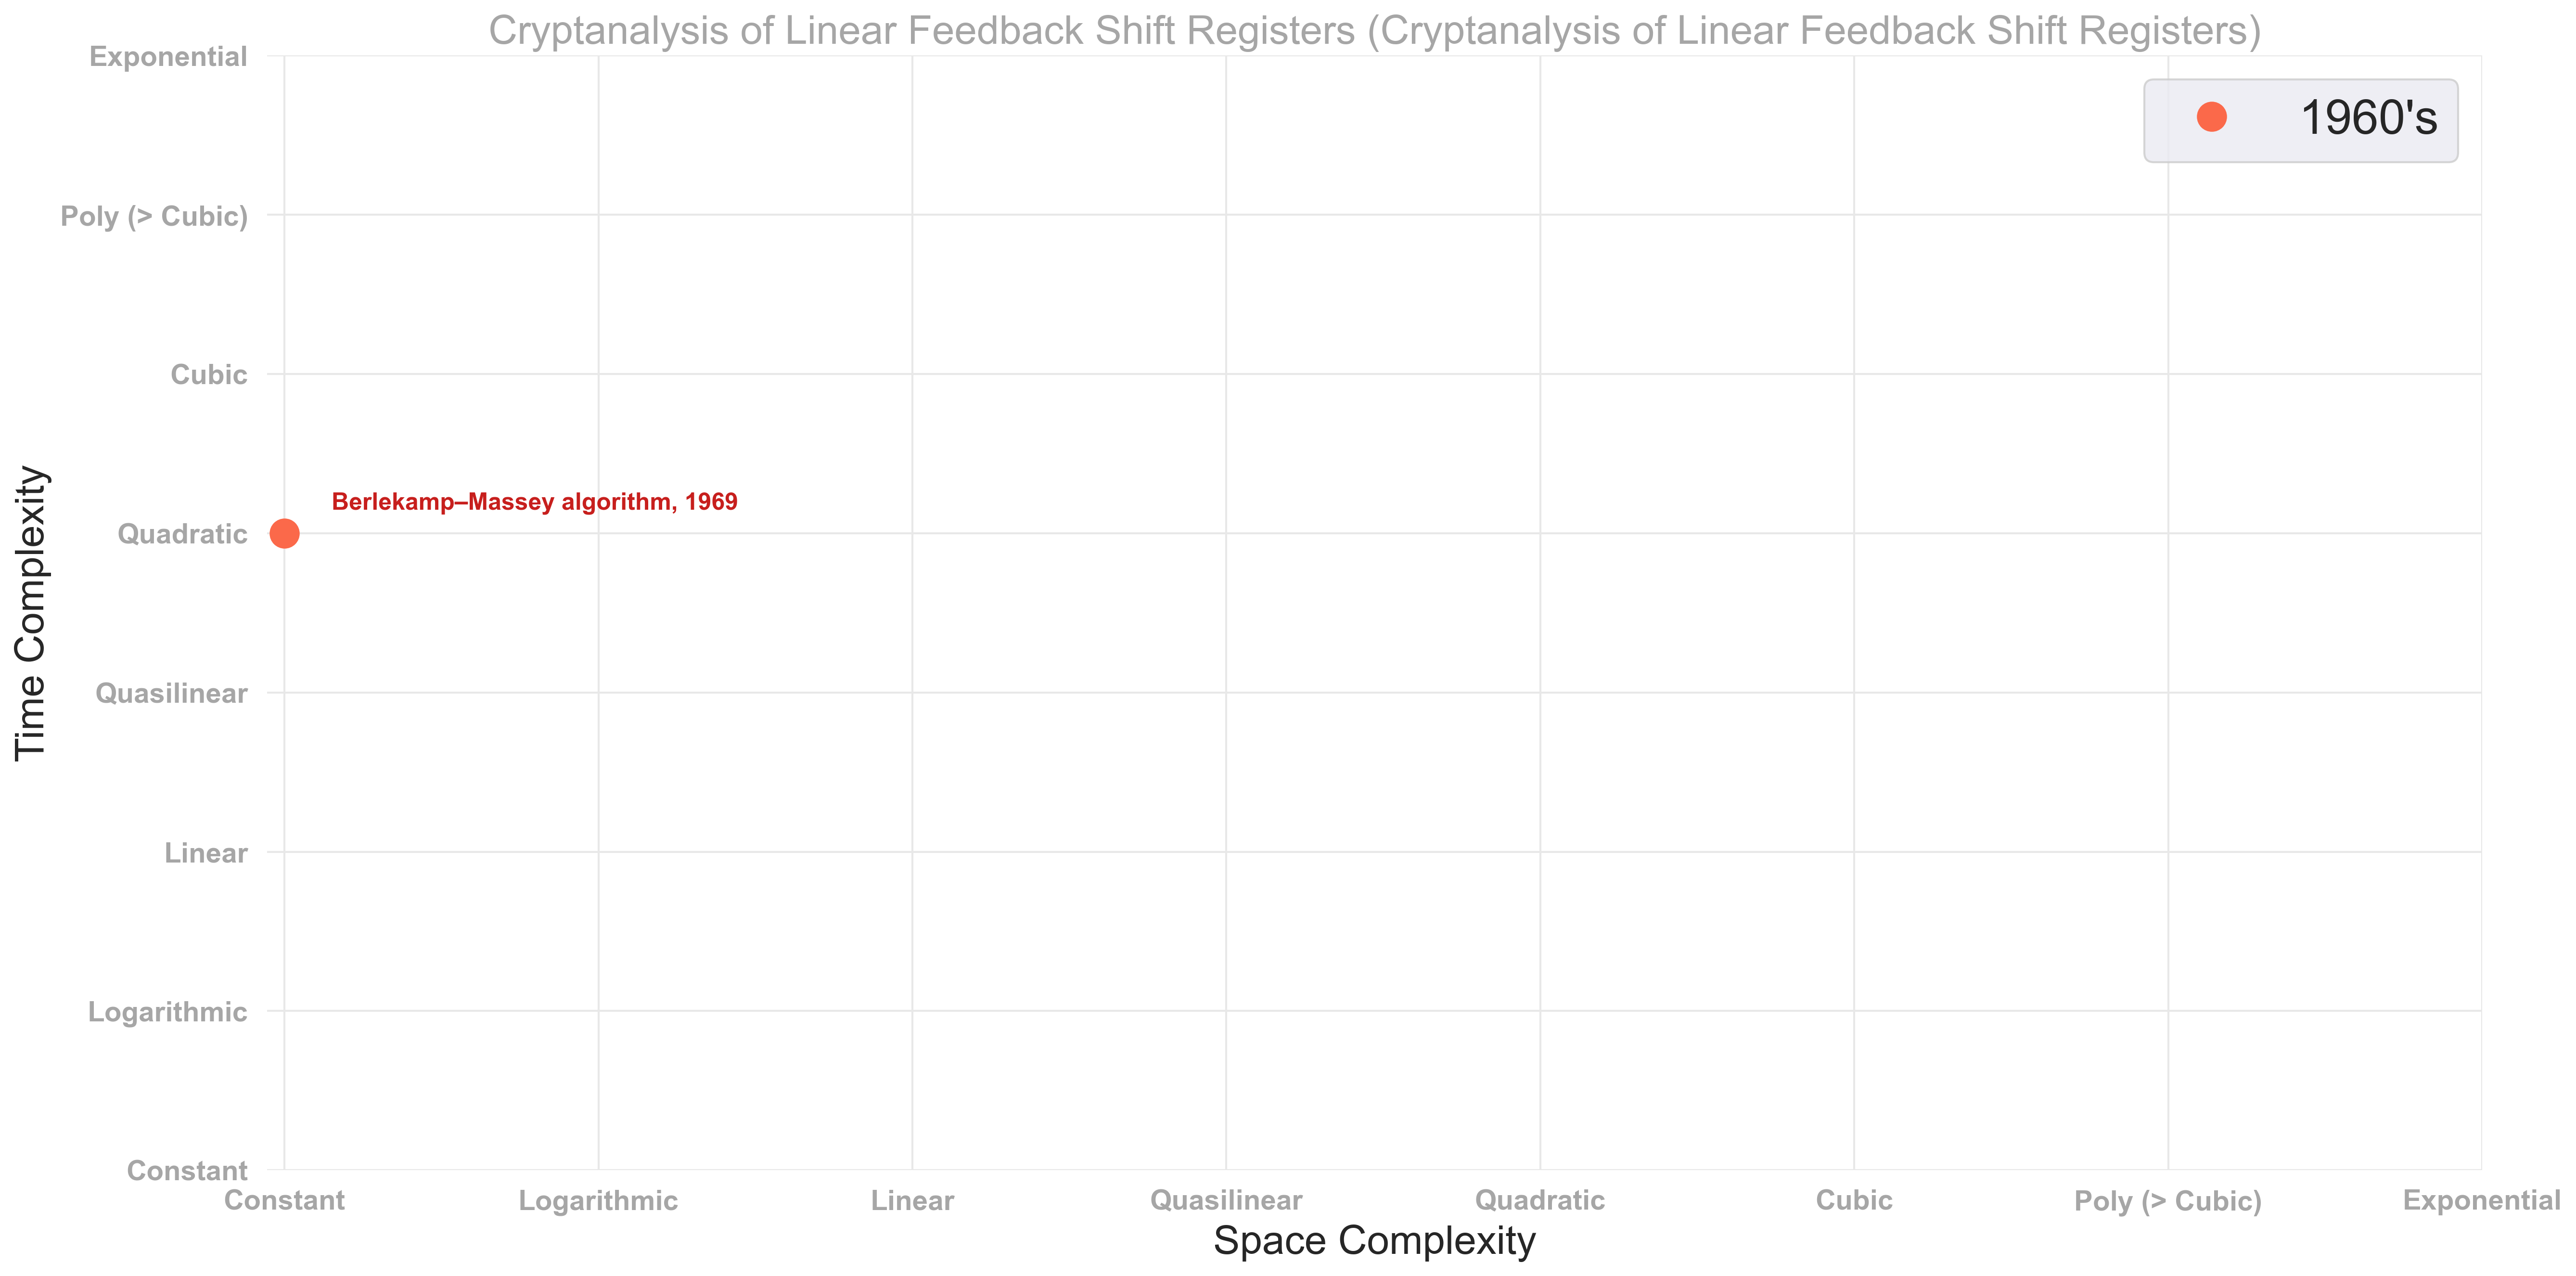 Cryptanalysis of Linear Feedback Shift Registers (Cryptanalysis of Linear Feedback Shift Registers)
1960's
Time Complexity
Exponential
Poly (> Cubic)
Cubic
Quadratic
Quasilinear
Linear
Logarithmic
Constant
Berlekamp–Massey algorithm, 1969
Constant
Logarithmic
Linear
Quasilinear
Quadratic
Cubic
Poly (> Cubic)
Exponential
Space Complexity